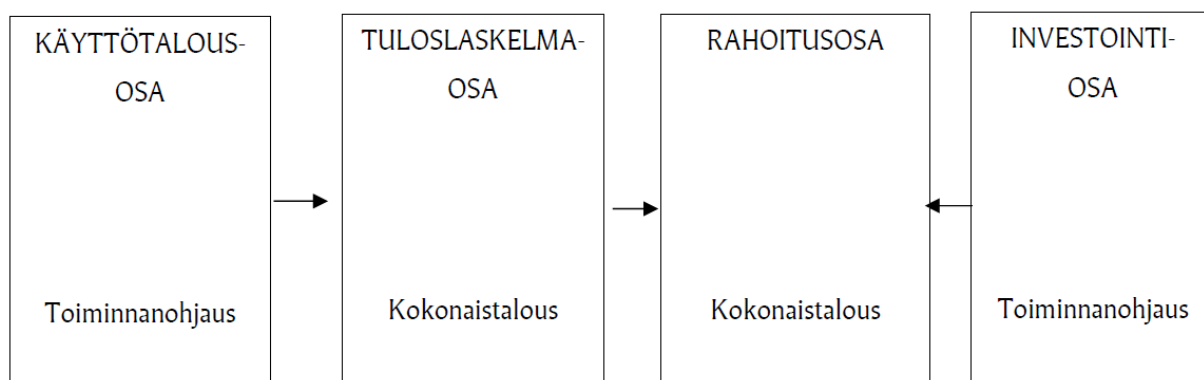 KÄYTTÖTALOUS-
OSA
Toiminnanohjaus
TULOSLASKELMA-
OSA
Kokonaistalous
RAHOITUSOSA
Kokonaistalous
INVESTOINTI-
OSA
Toiminnanohjaus